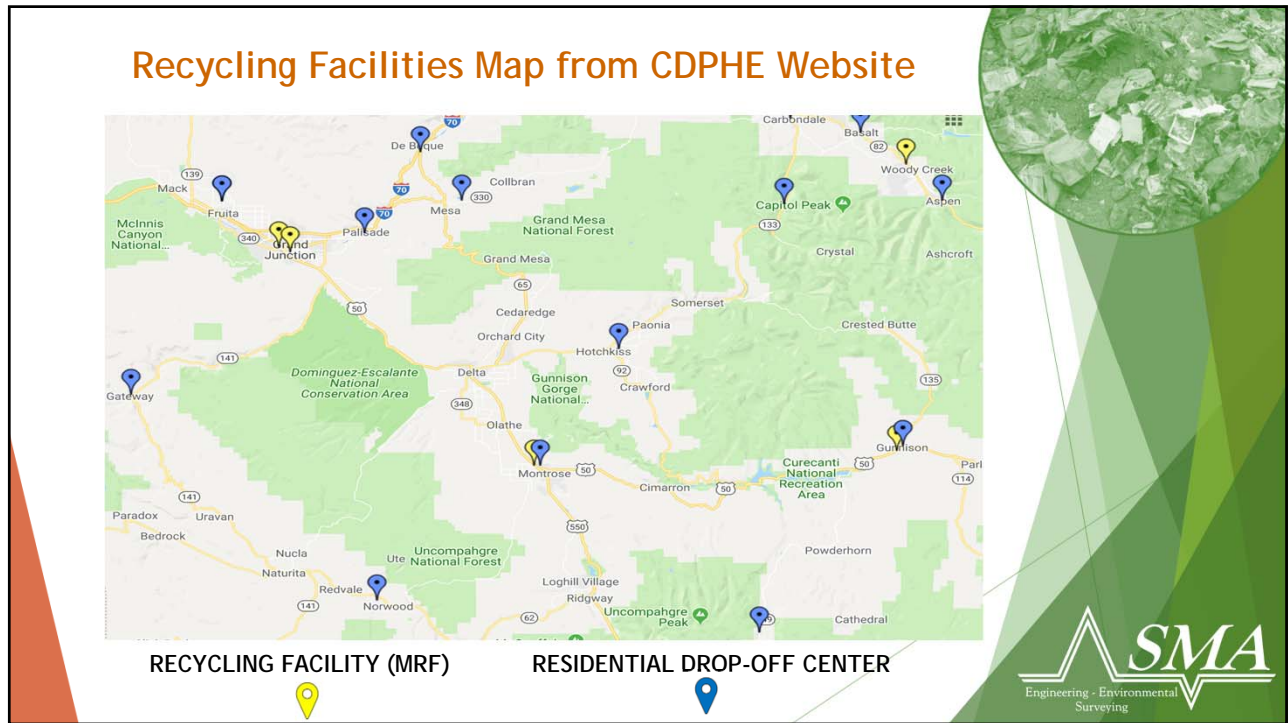 Recycling Facilities Map from CDPHE Website
70
De Beque
Carbondale
Basalt
82
139
Mack
Fruita
70
Collbran
330
Mesa
Woody Creek
Aspen
Capitol Peak
McInnis
Canyon
National...
340
Palisade
70
Grand
Junction
Grand Mesa
National Forest
133
Crystal
Ashcroft
Grand Mesa
65
50
Cedaredge
Somerset
Orchard City
Paonia
Crested Butte
141
Hotchkiss
Dominguez-Escalante
National
Conservation Area
Delta
92
Gunnison
Gorge
National...
Crawford
135
Gateway
348
Olathe
Gunnison
Montrose
50
Cimarron
50
Curecanti
National
Recreation
Area
50
Parl
114
141
Paradox
Uravan
Bedrock
550
Nucla
Ute
Uncompahgre
National Forest
Powderhorn
Naturita
Redvale
Loghill Village
Ridgway
141
Norwood
62
Uncompahgre
Peak
Cathedral
RECYCLING FACILITY (MRF)
RESIDENTIAL DROP-OFF CENTER
SMA
Engineering - Environmental
Surveying